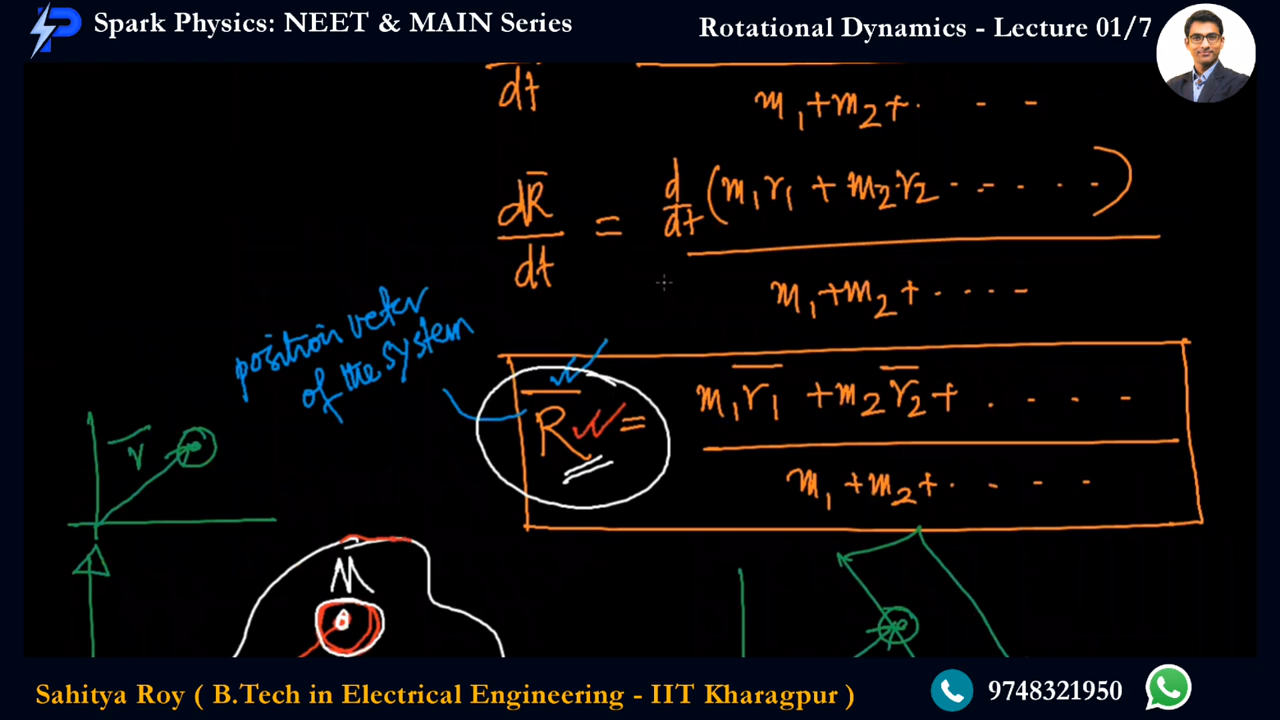 Spark Physics: NEET & MAIN Series
Rotational Dynamics - Lecture 01/7
dt
m₁+m₂+ · - -
dR̅/dt = d/dt (m₁r₁ + m₂r₂ - - - - - -)
m₁+m₂+ · · · -
position vector
of the system
R̅ = m₁r̅₁ + m₂r̅₂ + · · · · -
m₁+m₂+ · · · -
r̅
M
Sahitya Roy ( B.Tech in Electrical Engineering - IIT Kharagpur )
9748321950